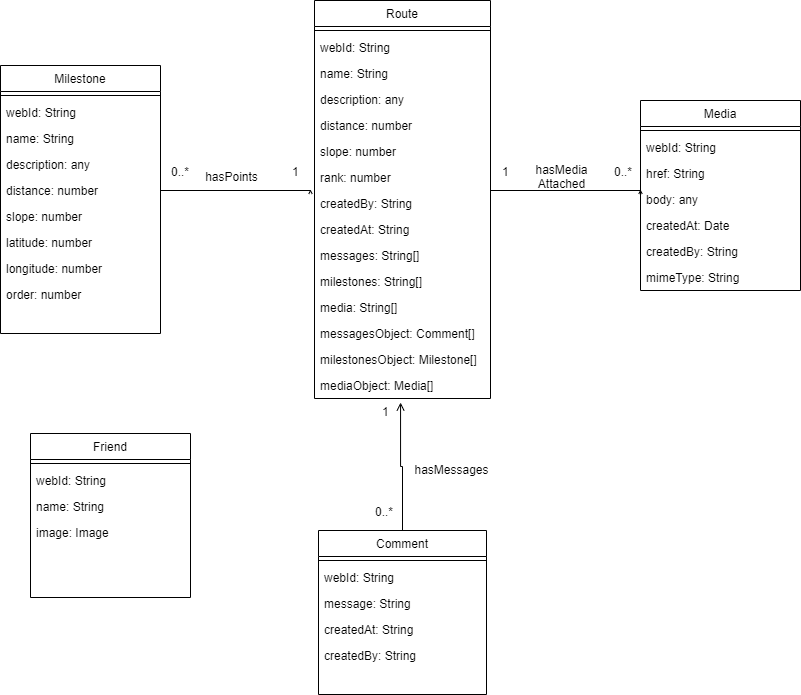 Route
webId: String
name: String
description: any
distance: number
slope: number
rank: number
createdBy: String
createdAt: String
messages: String[]
milestones: String[]
media: String[]
messagesObject: Comment[]
milestonesObject: Milestone[]
mediaObject: Media[]
Milestone
webId: String
name: String
description: any
distance: number
slope: number
latitude: number
longitude: number
order: number
0..*
hasPoints
1
1
hasMedia
Attached
0..*
Media
webId: String
href: String
body: any
createdAt: Date
createdBy: String
mimeType: String
Friend
webId: String
name: String
image: Image
1
hasMessages
0..*
Comment
webId: String
message: String
createdAt: String
createdBy: String